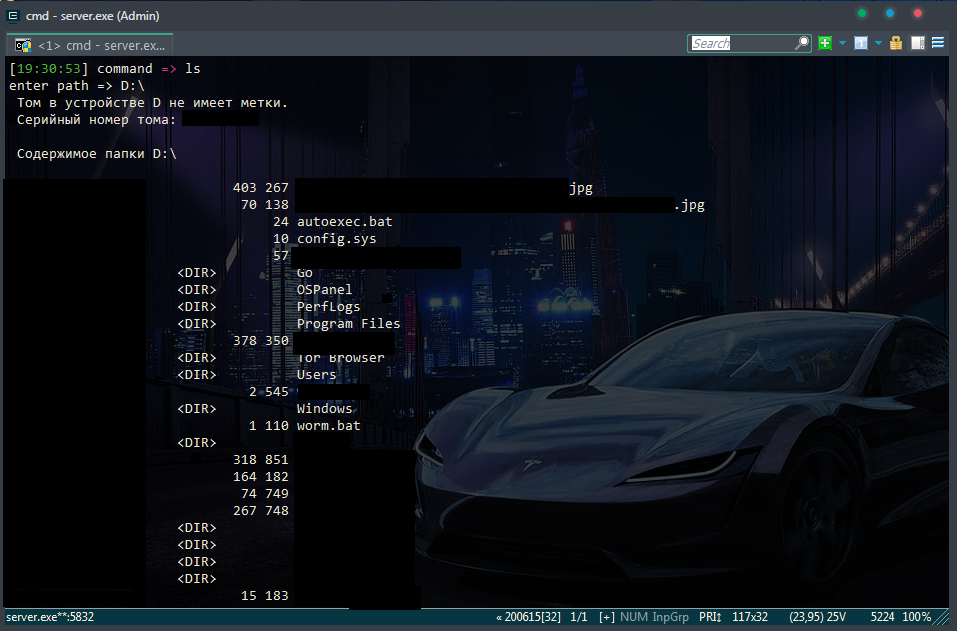 cmd - server.exe (Admin)
<1> cmd - server.ex...
Search
[19:30:53] command => ls
enter path => D:\
Том в устройстве D не имеет метки.
Серийный номер тома:
Содержимое папки D:\
403 267 jpg
70 138 .jpg
24 autoexec.bat
10 config.sys
57
<DIR> Go
<DIR> OSPanel
<DIR> PerfLogs
<DIR> Program Files
378 350
<DIR> Tor Browser
<DIR> Users
2 545
<DIR> Windows
1 110 worm.bat
<DIR>
318 851
164 182
74 749
267 748
<DIR>
<DIR>
<DIR>
<DIR>
15 183
server.exe**:5832 « 200615[32] 1/1 [+] NUM InpGrp PRI↕ 117x32 (23,95) 25V 5224 100%